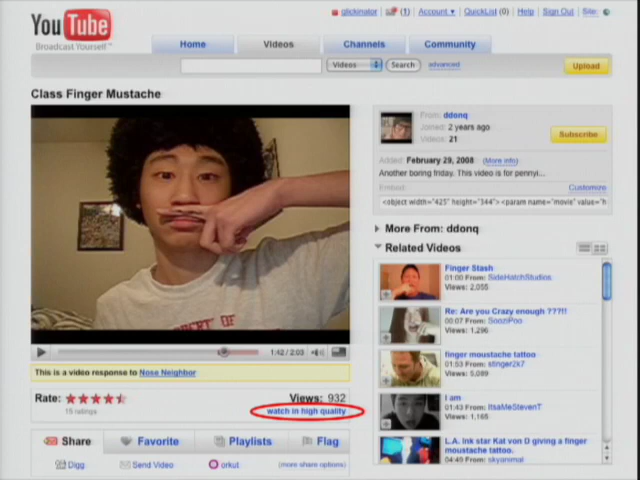 YouTube
Broadcast Yourself™
glickinator (1) Account QuickList (0) Help Sign Out Site:
Home Videos Channels Community
Videos Search advanced Upload
Class Finger Mustache
1:42 / 2:03
This is a video response to Nose Neighbor
Rate: Views: 932
15 ratings watch in high quality
Share Favorite Playlists Flag
Digg Send Video orkut (more share options)
From: ddonq
Joined: 2 years ago
Videos: 21
Subscribe
Added: February 29, 2008 (More info)
Another boring friday. This video is for pennyi...
Embed: Customize
<object width="425" height="344"><param name="movie" value="h
More From: ddonq
Related Videos
Finger Stash
01:00 From: SideHatchStudios
Views: 2,055
Re: Are you Crazy enough ???!!
00:07 From: SooziPoo
Views: 1,296
finger moustache tattoo
01:53 From: stinger2k7
Views: 1,365
I am
01:43 From: ItsaMeStevenT
Views: 1,165
L.A. Ink star Kat von D giving a finger
moustache tattoo.
04:49 From: skyanimal